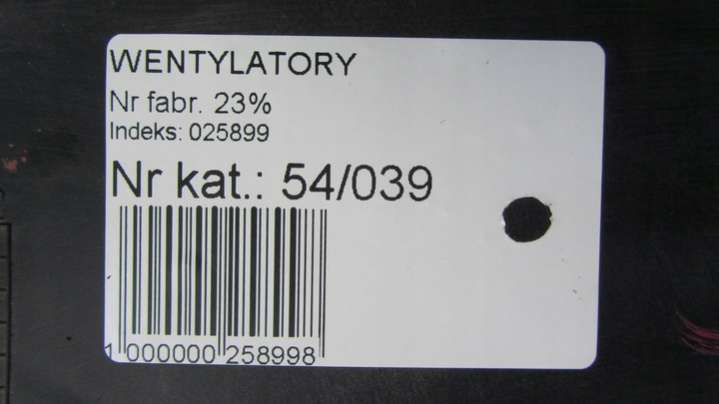 WENTYLATORY
Nr fabr. 23%
Indeks: 025899
Nr kat.: 54/039
1 000000 258998